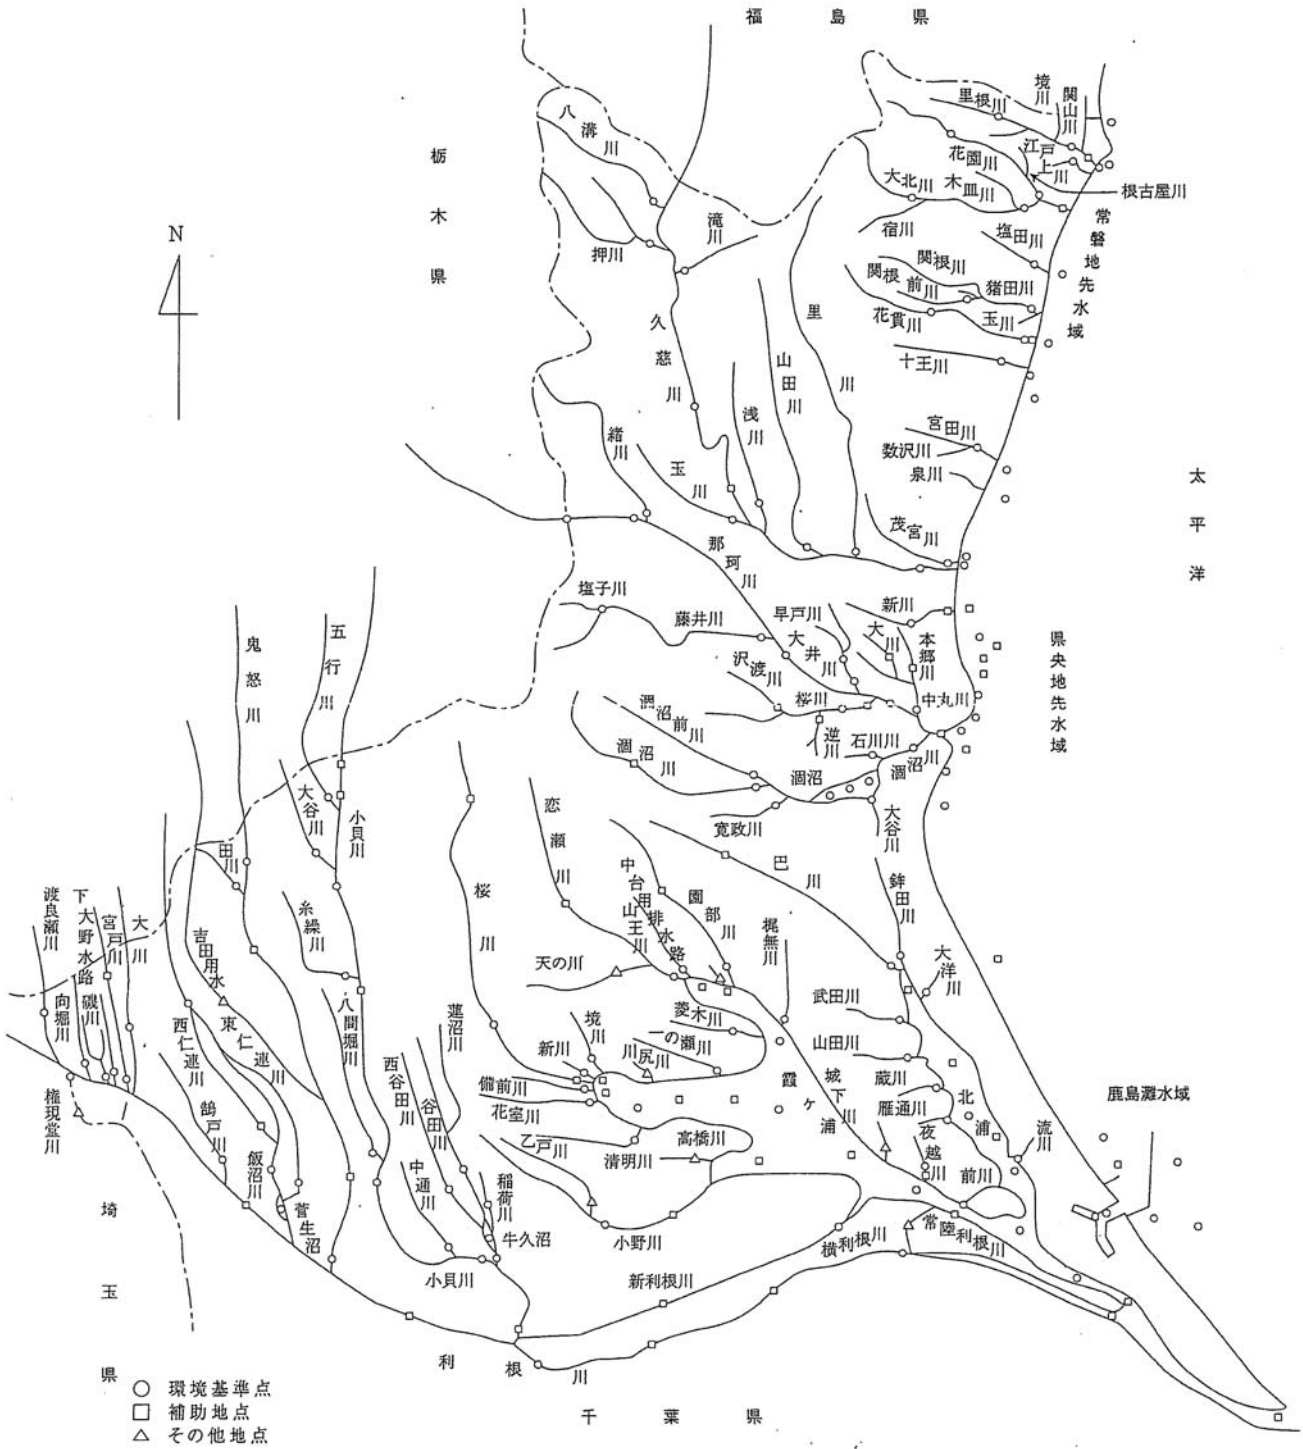 福島県
栃木県
N
八溝川
押川
滝川
久慈川
里根川
境川
関山川
花園川
江戸上川
大北川
木皿川
根古屋川
宿川
塩田川
常磐地先水域
関根川
関根前川
猪田川
花貫川
玉川
里川
山田川
浅川
十王川
宮田川
数沢川
泉川
太平洋
緒川
玉川
茂宮川
那珂川
塩子川
藤井川
早戸川
新川
大井川
大川
本郷川
沢渡川
桜川
中丸川
県央地先水域
涸沼前川
逆川
石川川
涸沼川
涸沼
涸沼川
寛政川
大谷川
鬼怒川
五行川
大谷川
小貝川
田川
桜川
恋瀬川
中台用排水路
山王川
園部川
巴川
鉾田川
梶無川
大洋川
渡良瀬川
下大野水路
宮戸川
大川
吉田用水
糸繰川
天の川
向堀川
磯川
西仁連川
東仁連川
八間堀川
蓮沼川
境川
菱木川
一の瀬川
川尻川
武田川
山田川
蔵川
雁通川
北浦
夜越川
流川
前川
鹿島灘水域
新川
備前川
花室川
霞ヶ浦
城下川
権現堂川
鵠戸川
飯沼川
菅生沼
西谷田川
谷田川
中通川
稲荷川
牛久沼
乙戸川
清明川
高橋川
小野川
小貝川
新利根川
横利根川
常陸利根川
利根川
埼玉県
千葉県
○ 環境基準点
□ 補助地点
△ その他地点